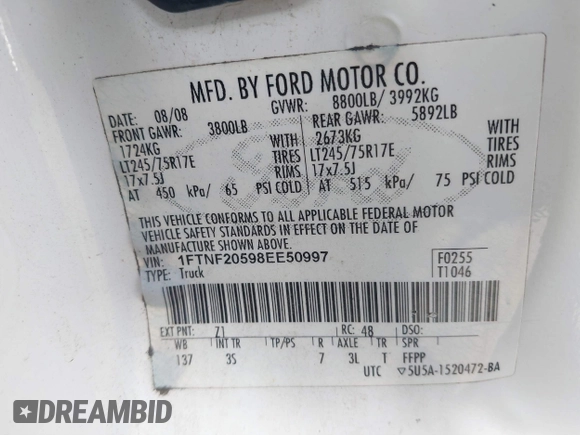 MFD. BY FORD MOTOR CO.
DATE: 08/08 GVWR: 8800LB/ 3992KG
FRONT GAWR: 3800LB REAR GAWR: 5892LB
1724KG WITH 2673KG WITH
LT245/75R17E TIRES LT245/75R17E TIRES
17x7.5J RIMS 17x7.5J RIMS
AT 450 kPa/ 65 PSI COLD AT 515 kPa/ 75 PSI COLD
THIS VEHICLE CONFORMS TO ALL APPLICABLE FEDERAL MOTOR
VEHICLE SAFETY STANDARDS IN EFFECT ON THE DATE OF
MANUFACTURE SHOWN ABOVE.
VIN: 1FTNF20598EE50997 F0255
TYPE: Truck T1046
EXT PNT: Z1 RC: 48 DSO:
WB INT TR TP/PS R AXLE TR SPR
137 3S 7 3L T FFPP
UTC 5U5A-1520472-BA
Ford
DREAMBID